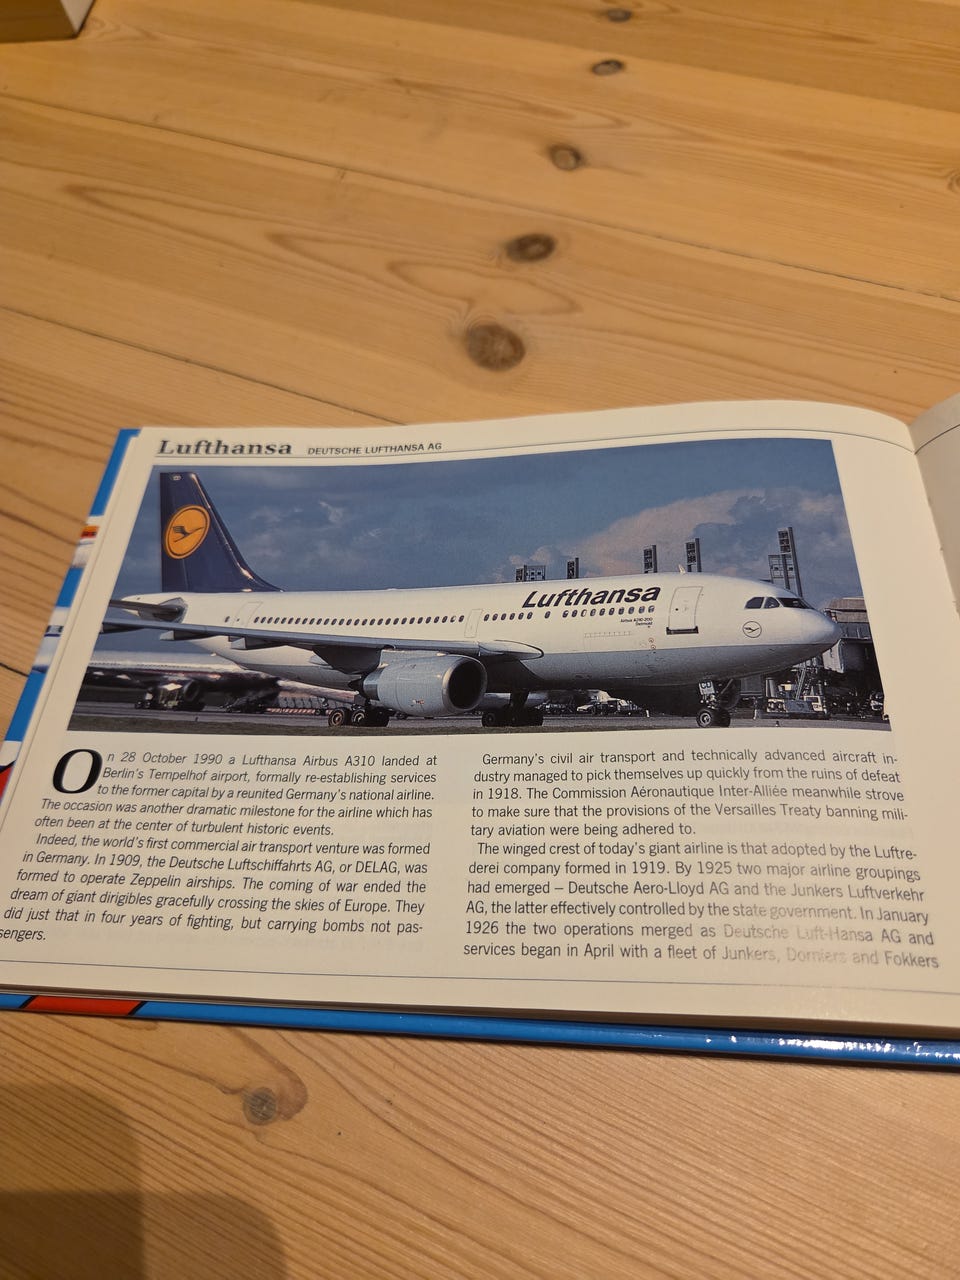 Lufthansa DEUTSCHE LUFTHANSA AG
Lufthansa
Airbus A310-200
On 28 October 1990 a Lufthansa Airbus A310 landed at
Berlin's Tempelhof airport, formally re-establishing services
to the former capital by a reunited Germany's national airline.
The occasion was another dramatic milestone for the airline which has
often been at the center of turbulent historic events.
Indeed, the world's first commercial air transport venture was formed
in Germany. In 1909, the Deutsche Luftschiffahrts AG, or DELAG, was
formed to operate Zeppelin airships. The coming of war ended the
dream of giant dirigibles gracefully crossing the skies of Europe. They
did just that in four years of fighting, but carrying bombs not pas-
sengers.
Germany's civil air transport and technically advanced aircraft in-
dustry managed to pick themselves up quickly from the ruins of defeat
in 1918. The Commission Aéronautique Inter-Alliée meanwhile strove
to make sure that the provisions of the Versailles Treaty banning mili-
tary aviation were being adhered to.
The winged crest of today's giant airline is that adopted by the Luftre-
derei company formed in 1919. By 1925 two major airline groupings
had emerged – Deutsche Aero-Lloyd AG and the Junkers Luftverkehr
AG, the latter effectively controlled by the state government. In January
1926 the two operations merged as Deutsche Luft-Hansa AG and
services began in April with a fleet of Junkers, Dorniers and Fokkers